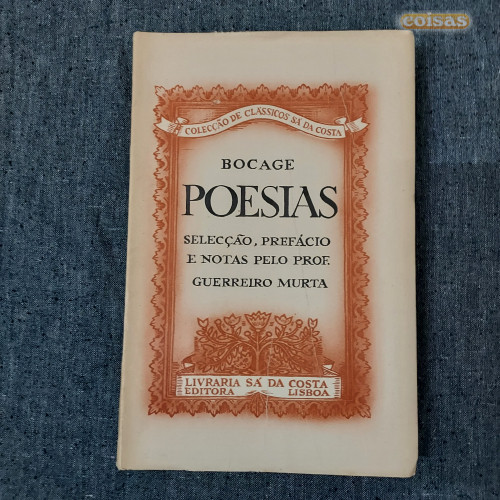 coisas
COLECÇÃO DE CLÁSSICOS SÁ DA COSTA
BOCAGE
POESIAS
SELECÇÃO, PREFÁCIO
E NOTAS PELO PROF.
GUERREIRO MURTA
LIVRARIA SÁ DA COSTA
EDITORA LISBOA